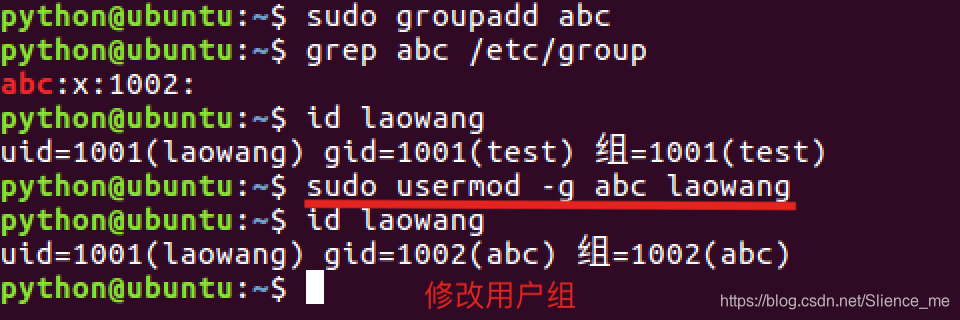 python@ubuntu:~$ sudo groupadd abc
python@ubuntu:~$ grep abc /etc/group
abc:x:1002:
python@ubuntu:~$ id laowang
uid=1001(laowang) gid=1001(test) 组=1001(test)
python@ubuntu:~$ sudo usermod -g abc laowang
python@ubuntu:~$ id laowang
uid=1001(laowang) gid=1002(abc) 组=1002(abc)
python@ubuntu:~$
修改用户组
https://blog.csdn.net/Slience_me